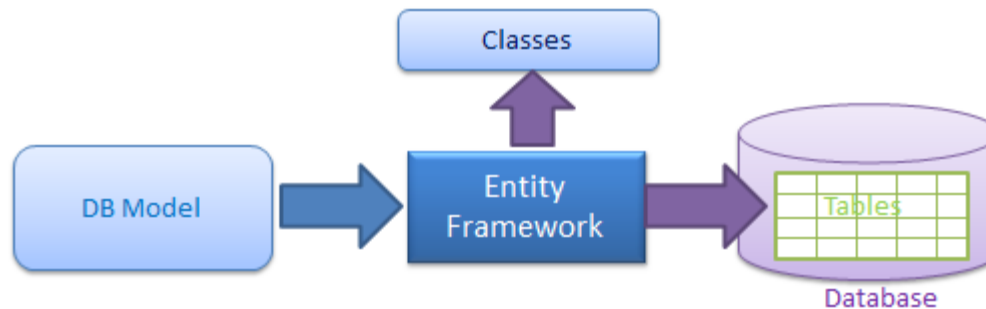 Classes
DB Model
Entity
Framework
Tables
Database